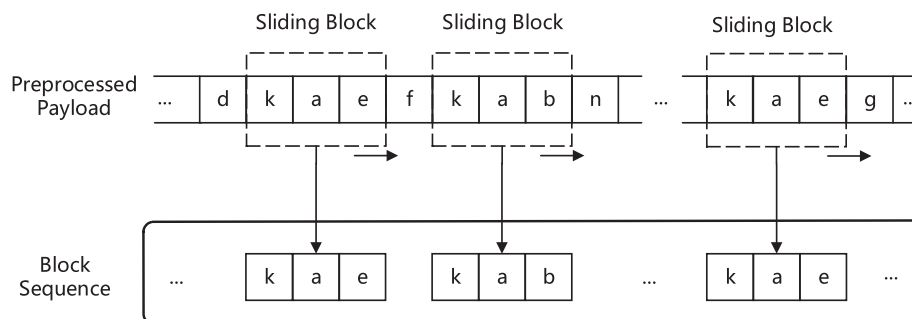 Sliding Block Sliding Block Sliding Block
Preprocessed Payload
... d k a e f k a b n ... k a e g ...
Block Sequence
... k a e k a b ... k a e ...